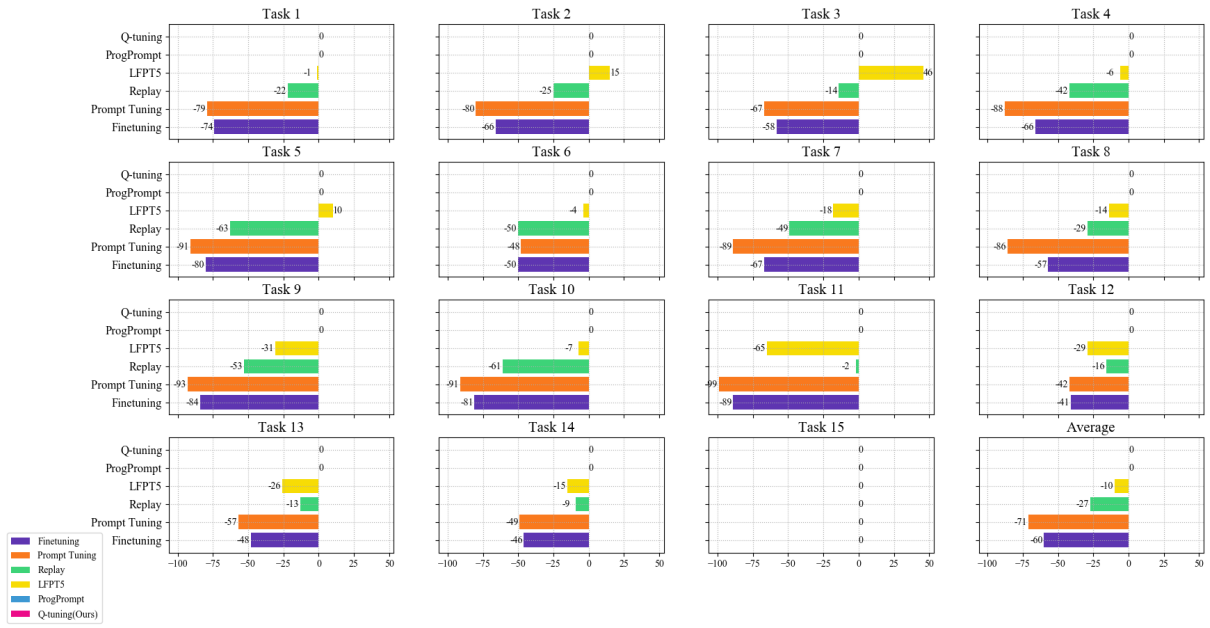 Task 1
Task 2
Task 3
Task 4
Q-tuning 0 0 0 0
ProgPrompt 0 0 0 0
LFPT5 -1 15 46 -6
Replay -22 -25 -14 -42
Prompt Tuning -79 -80 -67 -88
Finetuning -74 -66 -58 -66
Task 5
Task 6
Task 7
Task 8
Q-tuning 0 0 0 0
ProgPrompt 0 0 0 0
LFPT5 10 -4 -18 -14
Replay -63 -50 -49 -29
Prompt Tuning -91 -48 -89 -86
Finetuning -80 -50 -67 -57
Task 9
Task 10
Task 11
Task 12
Q-tuning 0 0 0 0
ProgPrompt 0 0 0 0
LFPT5 -31 -7 -65 -29
Replay -53 -61 -2 -16
Prompt Tuning -93 -91 -99 -42
Finetuning -84 -81 -89 -41
Task 13
Task 14
Task 15
Average
Q-tuning 0 0 0 0
ProgPrompt 0 0 0 0
LFPT5 -26 -15 0 -10
Replay -13 -9 0 -27
Prompt Tuning -57 -49 0 -71
Finetuning -48 -46 0 -60
−100 −75 −50 −25 0 25 50
−100 −75 −50 −25 0 25 50
−100 −75 −50 −25 0 25 50
−100 −75 −50 −25 0 25 50
Finetuning
Prompt Tuning
Replay
LFPT5
ProgPrompt
Q-tuning(Ours)